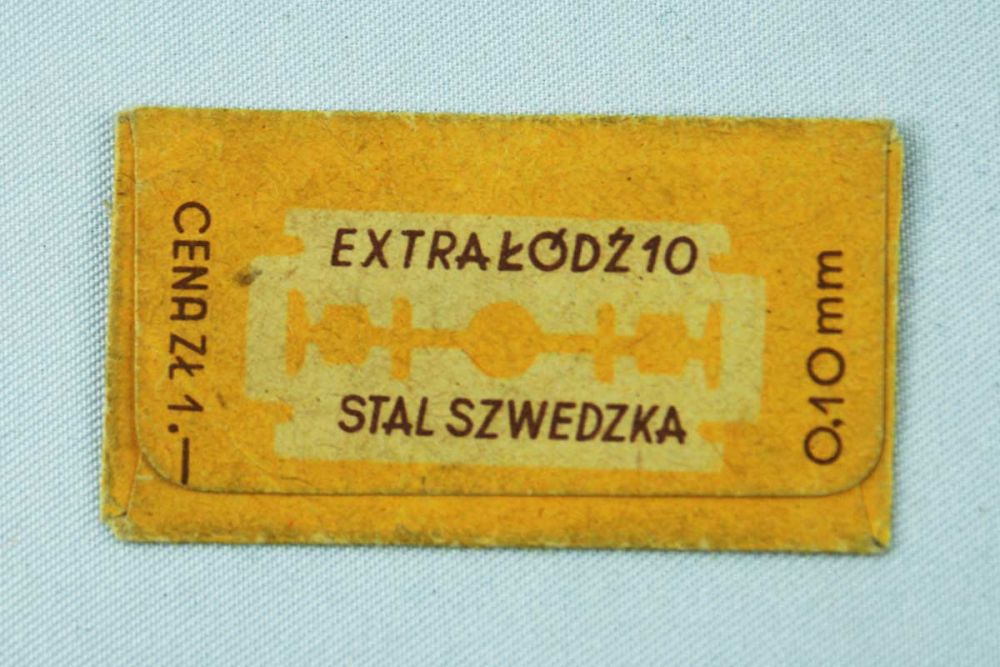 CENA ZŁ 1.—
EXTRA ŁÓDŹ 10
STAL SZWEDZKA
0,10 mm